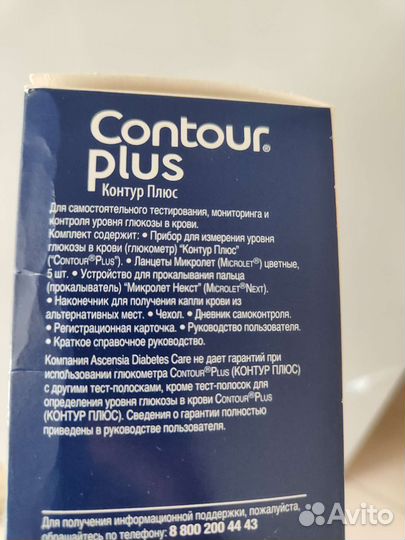 Contour®
plus
Контур Плюс
Для самостоятельного тестирования, мониторинга и
контроля уровня глюкозы в крови.
Комплект содержит: • Прибор для измерения уровня
глюкозы в крови (глюкометр) "Контур Плюс"
("Contour®Plus"). • Ланцеты Микролет (Microlet®) цветные,
5 шт. • Устройство для прокалывания пальца
(прокалыватель) "Микролет Некст" (Microlet®Next).
• Наконечник для получения капли крови из
альтернативных мест. • Чехол. • Дневник самоконтроля.
• Регистрационная карточка. • Руководство пользователя.
• Краткое справочное руководство.
Компания Ascensia Diabetes Care не дает гарантий при
использовании глюкометра Contour®Plus (КОНТУР ПЛЮС)
с другими тест-полосками, кроме тест-полосок для
определения уровня глюкозы в крови Contour®Plus
(КОНТУР ПЛЮС). Сведения о гарантии полностью
приведены в руководстве пользователя.
Для получения информационной поддержки, пожалуйста,
обращайтесь по телефону: 8 800 200 44 43
Avito